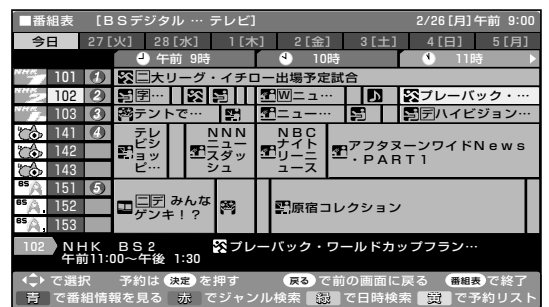 ■番組表 [BSデジタル … テレビ] 2/26[月]午前 9:00
今日 27[火] 28[水] 1[木] 2[金] 3[土] 4[日] 5[月]
午前 9時 10時 11時
101 ① 二大リーグ・イチロー出場予定試合
102 ② 字… Wニュ… プレーバック・…
103 ③ テントで… ニュー… デハイビジョン…
141 ④ テレビショッピ… NNNニュースダッシュ NBCナイトリーニュース アフタヌーンワイドNews・PART1
142
143
BS 151 ⑤ 二デみんなゲンキ!? 原宿コレクション
BS 152
BS 153
102 NHK BS2 プレーバック・ワールドカップフラン…
午前11:00〜午後 1:30
で選択 予約は 決定 を押す 戻る で前の画面に戻る 番組表 で終了
青 で番組情報を見る 赤 でジャンル検索 緑 で日時検索 黄 で予約リスト